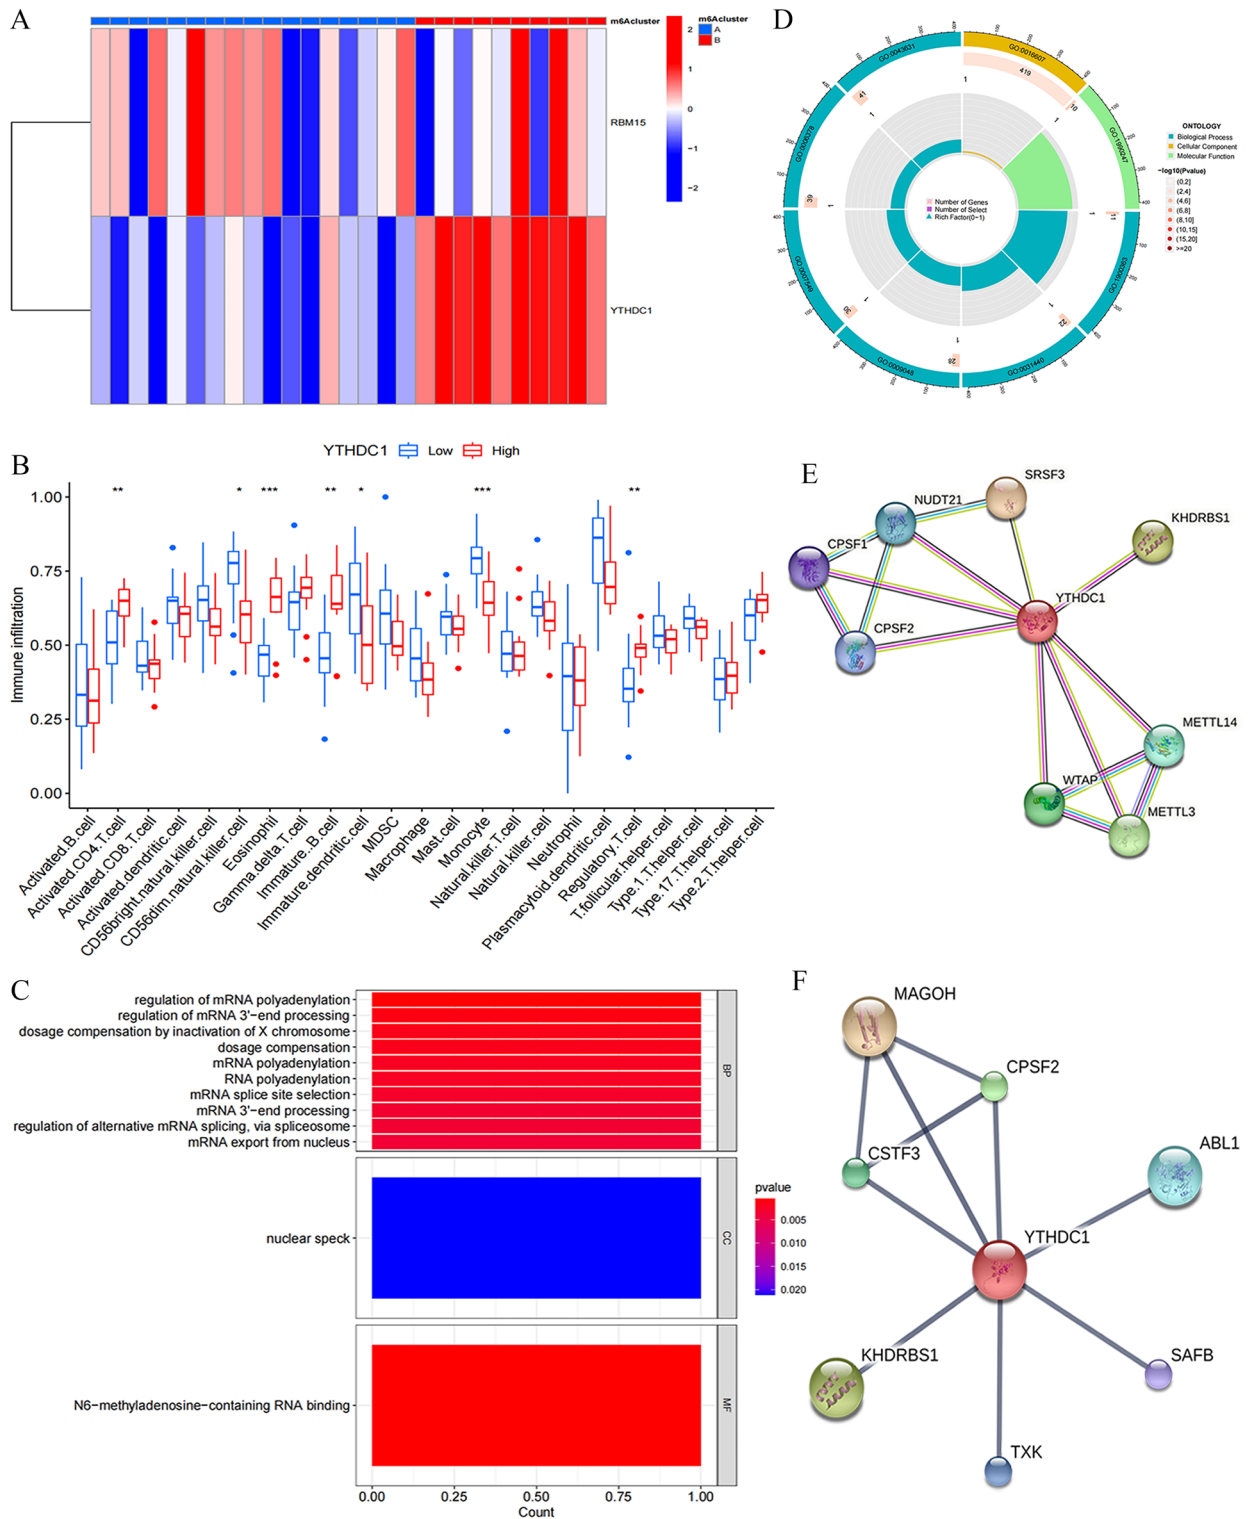 A
m6Acluster
2
1
0
−1
−2
m6Acluster
A
B
RBM15
YTHDC1
B
YTHDC1
Low
High
Immune infiltration
1.00
0.75
0.50
0.25
0.00
**
*
***
**
*
***
**
Activated.B.cell
Activated.CD4.T.cell
Activated.CD8.T.cell
Activated.dendritic.cell
CD56bright.natural.killer.cell
CD56dim.natural.killer.cell
Eosinophil
Gamma.delta.T.cell
Immature..B.cell
Immature.dendritic.cell
MDSC
Macrophage
Mast.cell
Monocyte
Natural.killer.T.cell
Natural.killer.cell
Neutrophil
Plasmacytoid.dendritic.cell
Regulatory.T.cell
T.follicular.helper.cell
Type.1.T.helper.cell
Type.17.T.helper.cell
Type.2.T.helper.cell
C
regulation of mRNA polyadenylation
regulation of mRNA 3'−end processing
dosage compensation by inactivation of X chromosome
dosage compensation
mRNA polyadenylation
RNA polyadenylation
mRNA splice site selection
mRNA 3'−end processing
regulation of alternative mRNA splicing, via spliceosome
mRNA export from nucleus
BP
nuclear speck
CC
N6−methyladenosine−containing RNA binding
MF
0.00
0.25
0.50
0.75
1.00
Count
pvalue
0.005
0.010
0.015
0.020
D
GO:0016607
GO:1990247
GO:1900363
GO:0031440
GO:0009048
GO:0007549
GO:0006378
GO:0043631
419
10
11
22
28
30
39
41
1
1
1
1
1
1
1
1
1
Number of Genes
Number of Select
Rich Factor(0−1)
ONTOLOGY
Biological Process
Cellular Component
Molecular Function
−log10(Pvalue)
(0,2]
(2,4]
(4,6]
(6,8]
(8,10]
(10,15]
(15,20]
>=20
E
SRSF3
NUDT21
KHDRBS1
CPSF1
YTHDC1
CPSF2
METTL14
WTAP
METTL3
F
MAGOH
CPSF2
CSTF3
ABL1
YTHDC1
KHDRBS1
SAFB
TXK